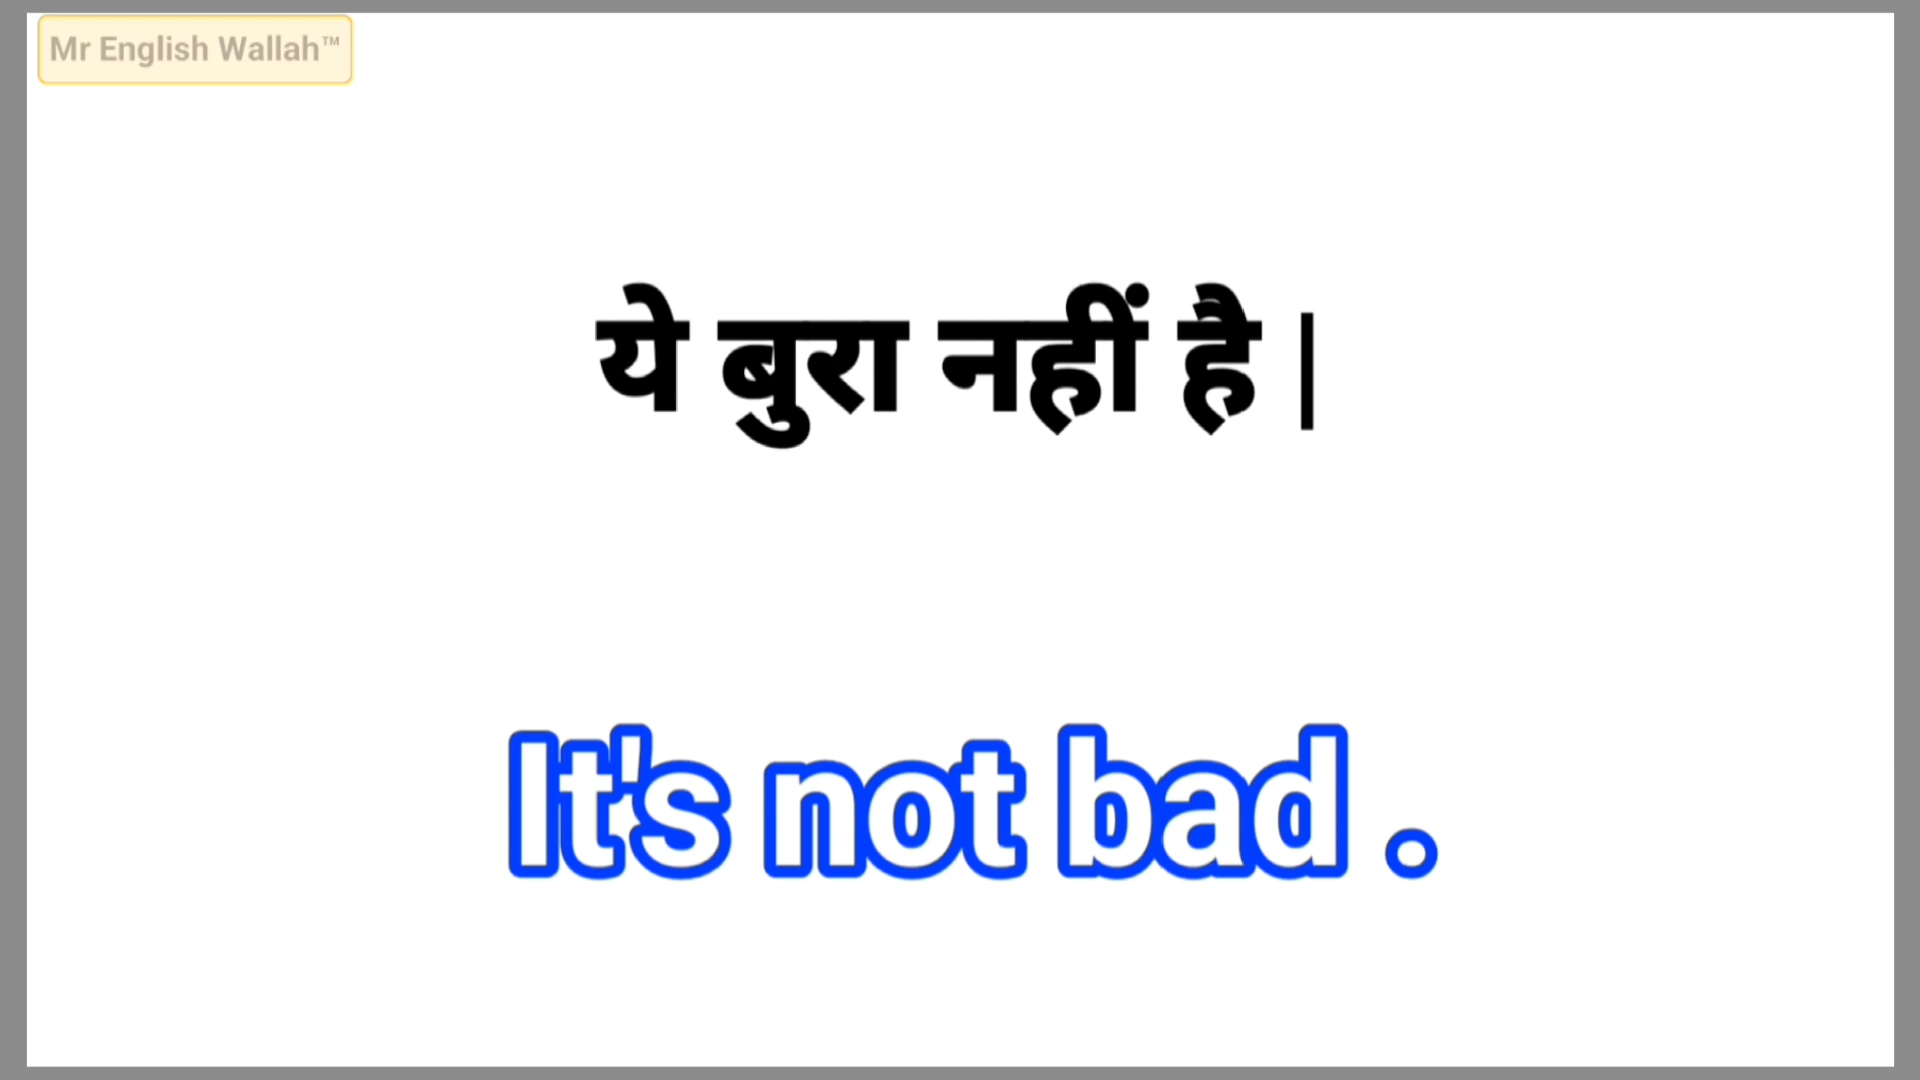 Mr English Wallah™
ये बुरा नहीं है |
It's not bad .